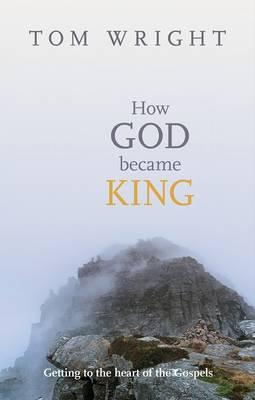 TOM WRIGHT
How
GOD
became
KING
Getting to the heart of the Gospels